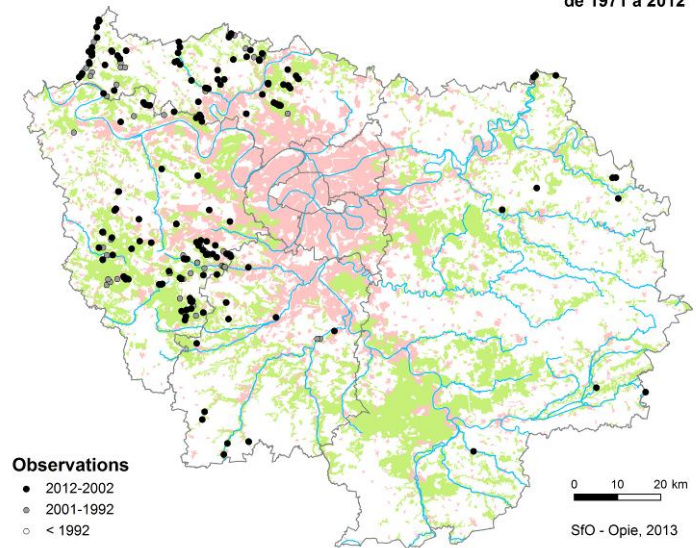 de 1971 à 2012
Observations
2012-2002
2001-1992
< 1992
0 10 20 km
SfO - Opie, 2013